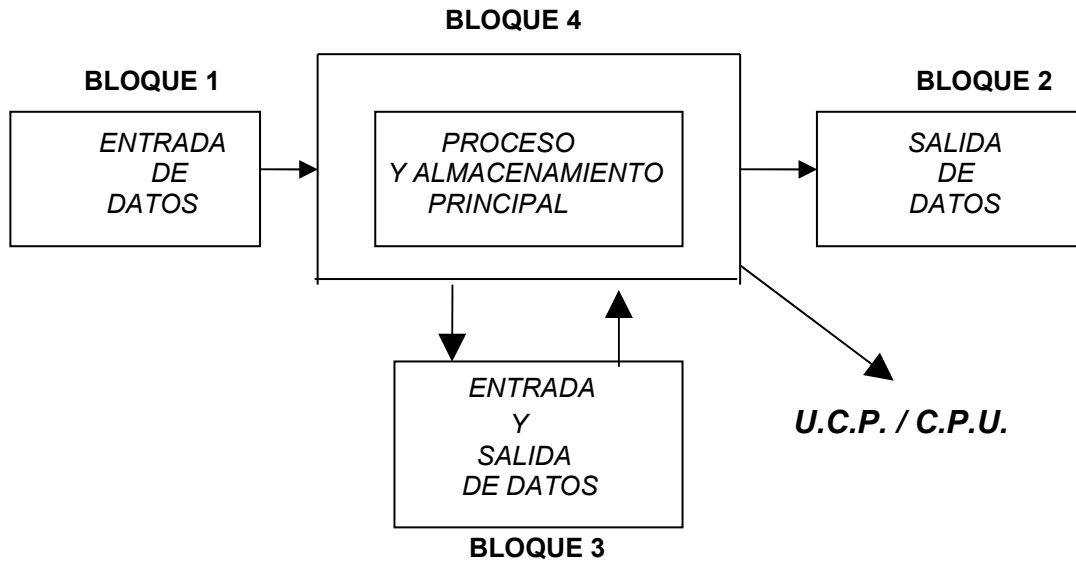 BLOQUE 4
BLOQUE 1
BLOQUE 2
ENTRADA
DE
DATOS
PROCESO
Y ALMACENAMIENTO
PRINCIPAL
SALIDA
DE
DATOS
ENTRADA
Y
SALIDA
DE DATOS
U.C.P. / C.P.U.
BLOQUE 3